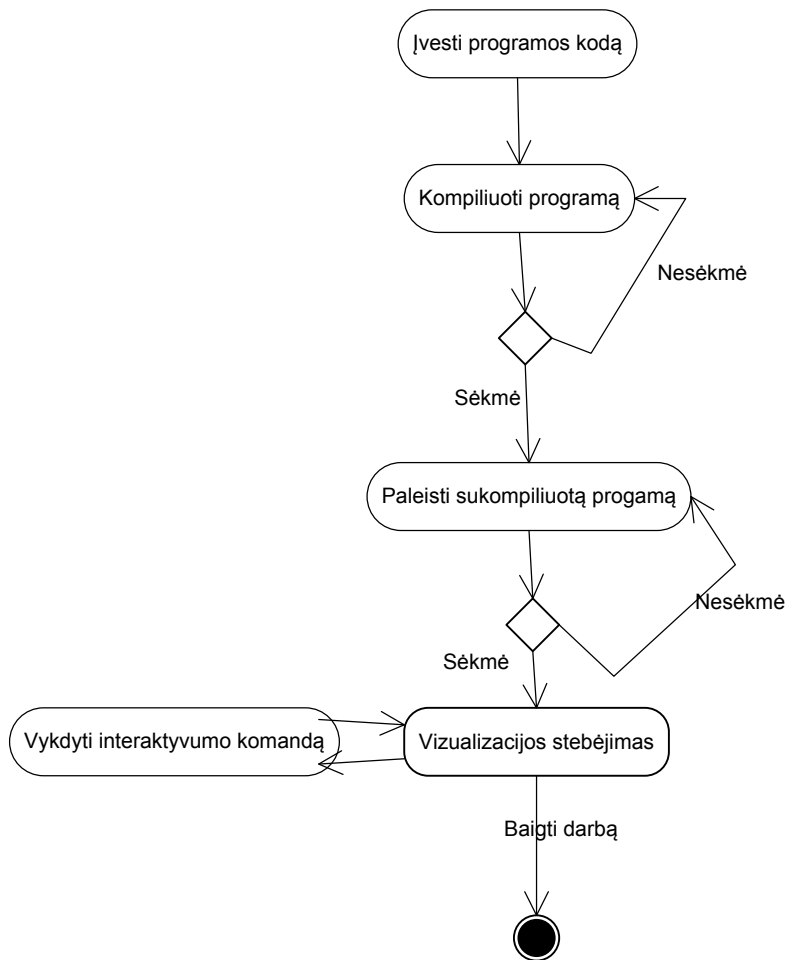 Įvesti programos kodą
Kompiliuoti programą
Nesėkmė
Sėkmė
Paleisti sukompiliuotą progamą
Nesėkmė
Sėkmė
Vykdyti interaktyvumo komandą
Vizualizacijos stebėjimas
Baigti darbą